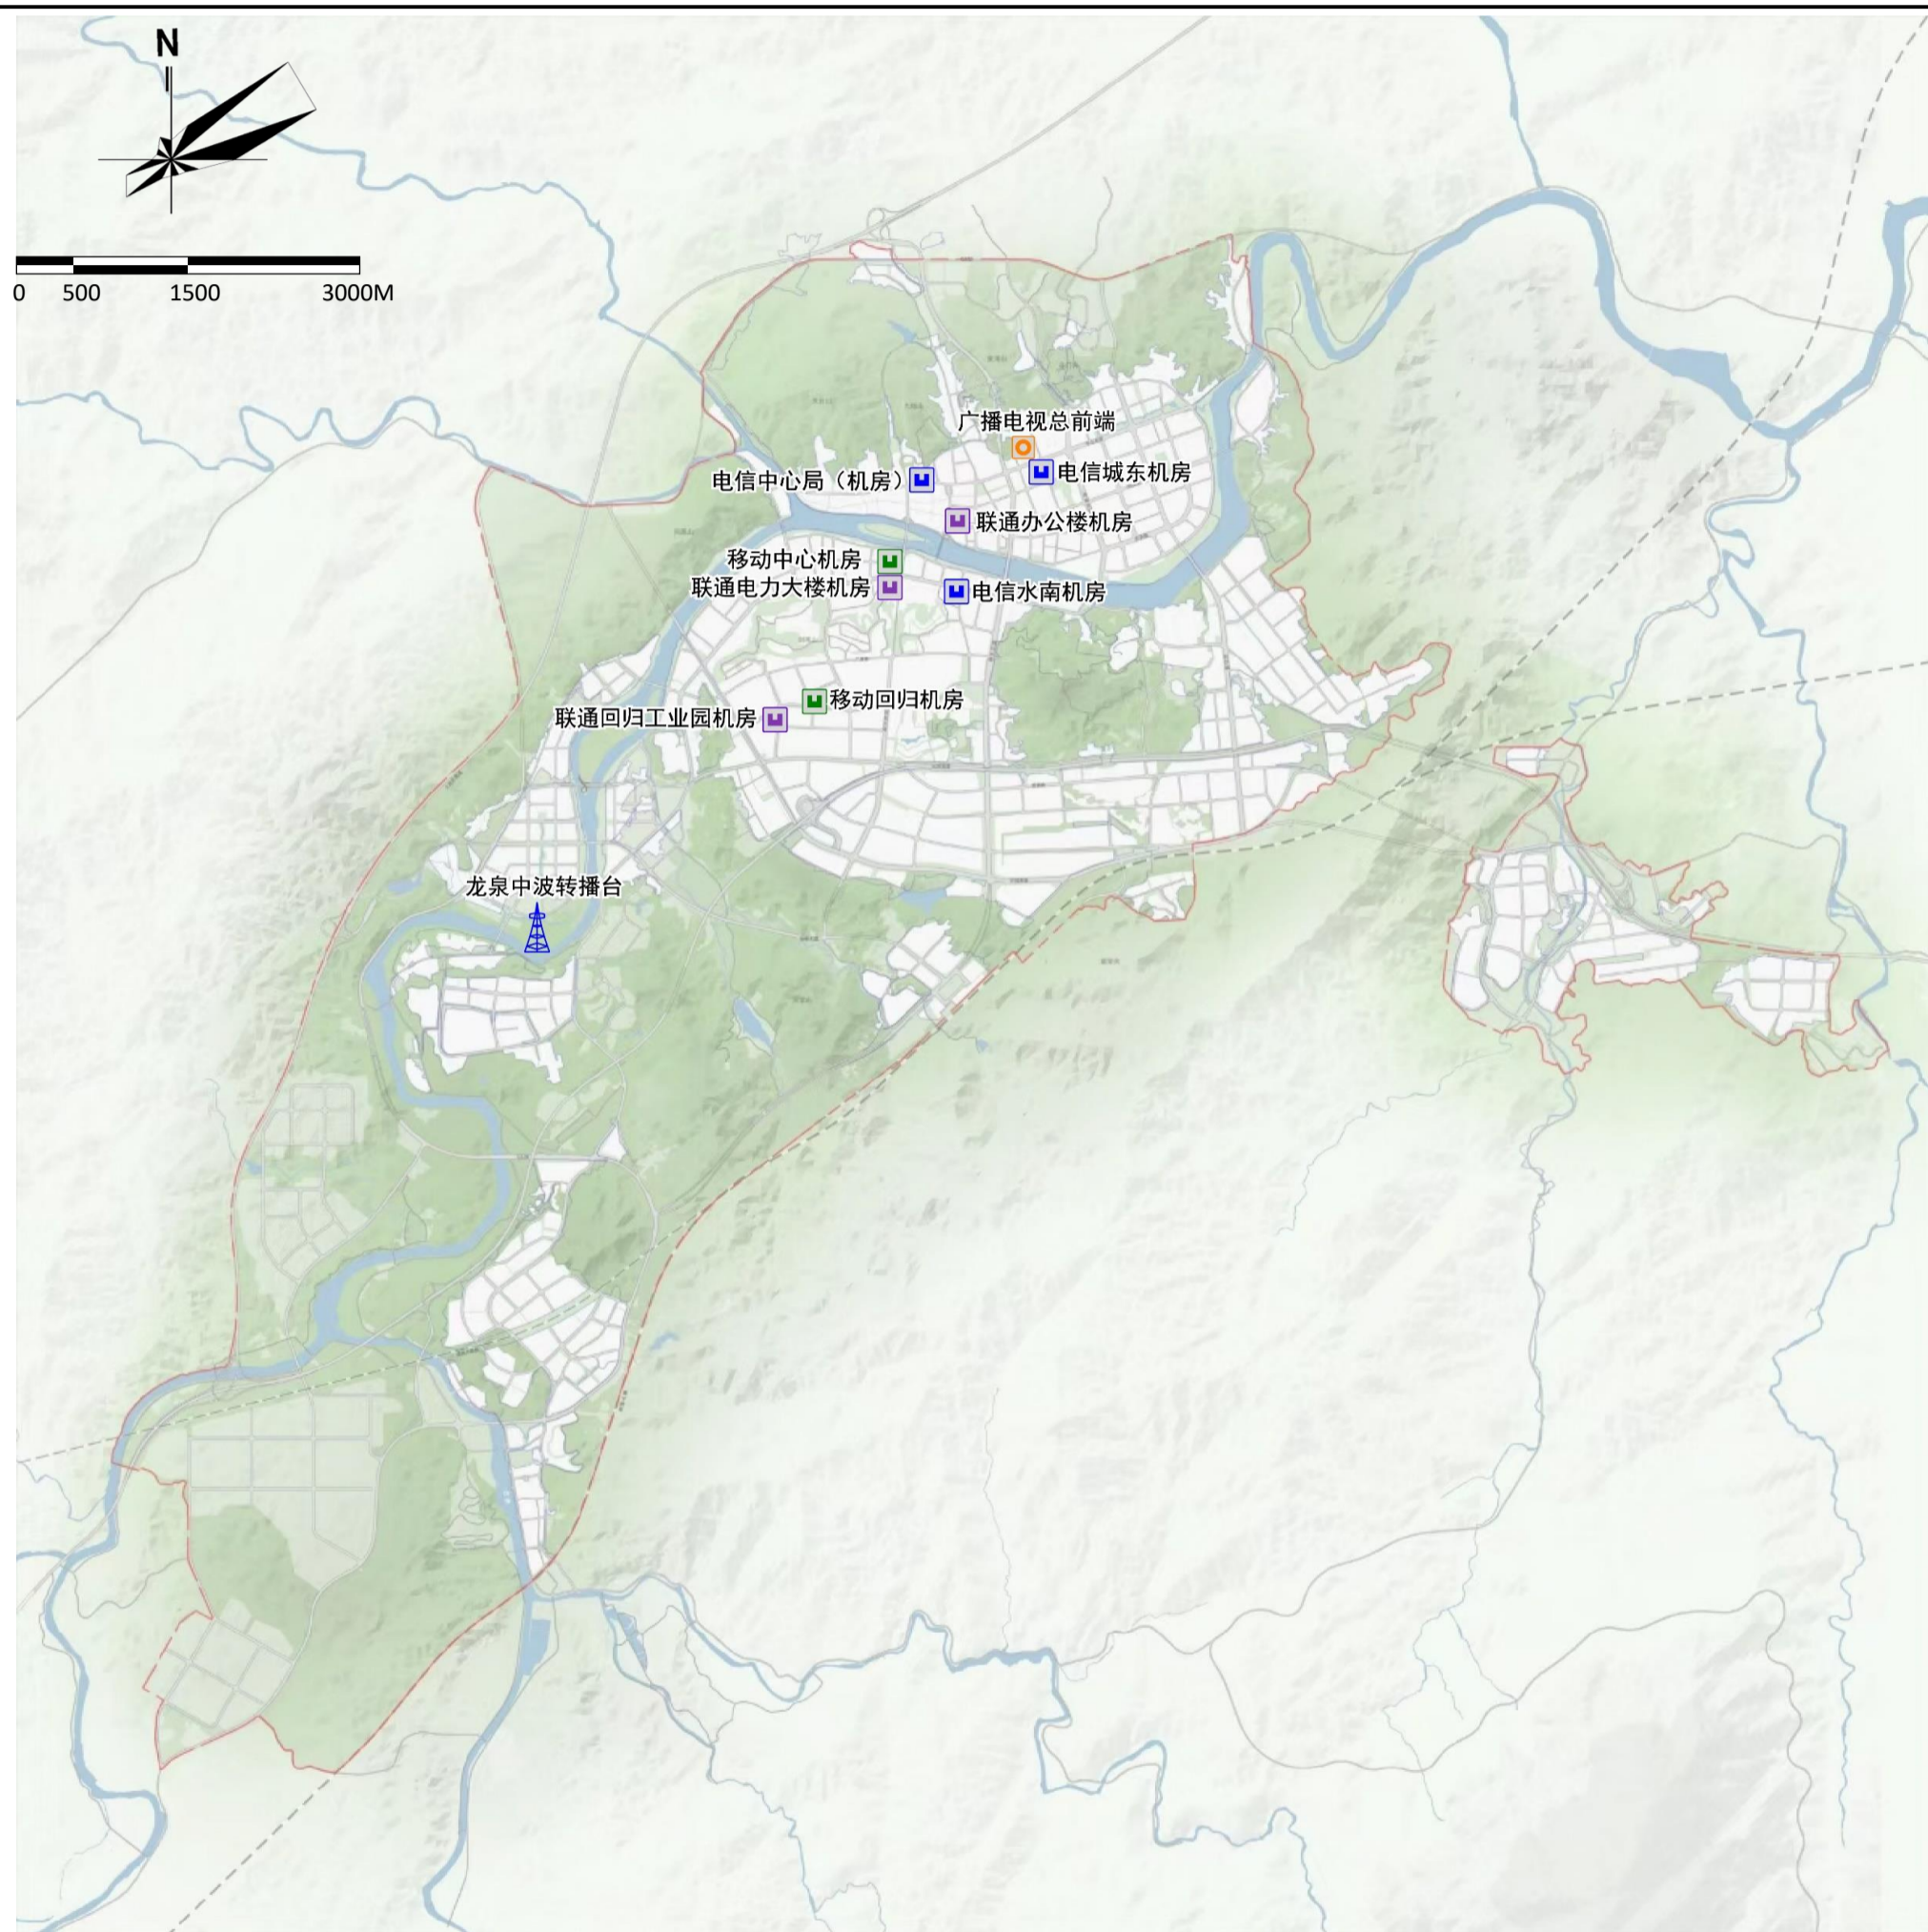 N
0 500 1500 3000M
广播电视总前端
电信中心局（机房）
电信城东机房
联通办公楼机房
移动中心机房
联通电力大楼机房
电信水南机房
移动回归机房
联通回归工业园机房
龙泉中波转播台